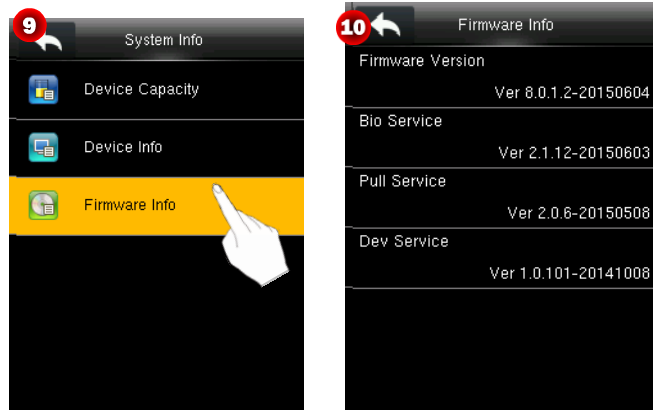 9
System Info
Device Capacity
Device Info
Firmware Info
10
Firmware Info
Firmware Version
Ver 8.0.1.2-20150604
Bio Service
Ver 2.1.12-20150603
Pull Service
Ver 2.0.6-20150508
Dev Service
Ver 1.0.101-20141008